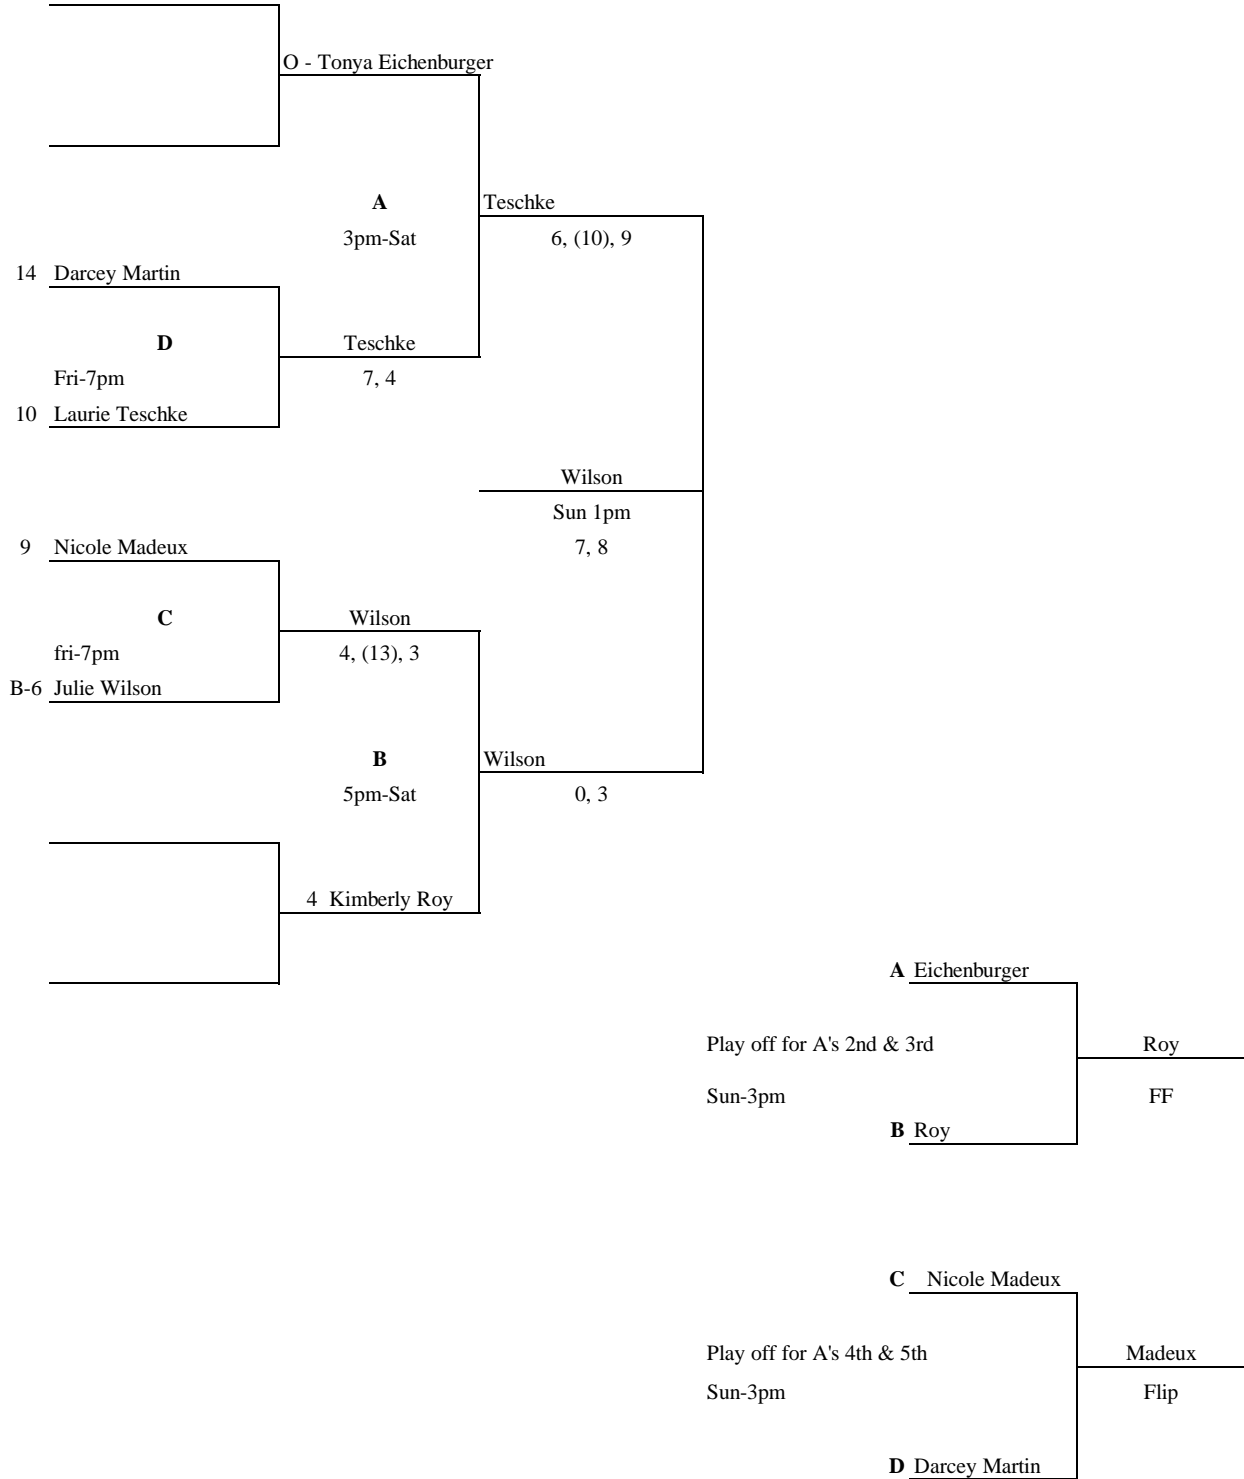 O - Tonya Eichenburger
A
Teschke
3pm-Sat
6, (10), 9
14 Darcey Martin
D
Teschke
Fri-7pm
7, 4
10 Laurie Teschke
Wilson
Sun 1pm
9 Nicole Madeux
7, 8
C
Wilson
fri-7pm
4, (13), 3
B-6 Julie Wilson
B
Wilson
5pm-Sat
0, 3
4 Kimberly Roy
A Eichenburger
Play off for A's 2nd & 3rd
Roy
Sun-3pm
FF
B Roy
C Nicole Madeux
Play off for A's 4th & 5th
Madeux
Sun-3pm
Flip
D Darcey Martin